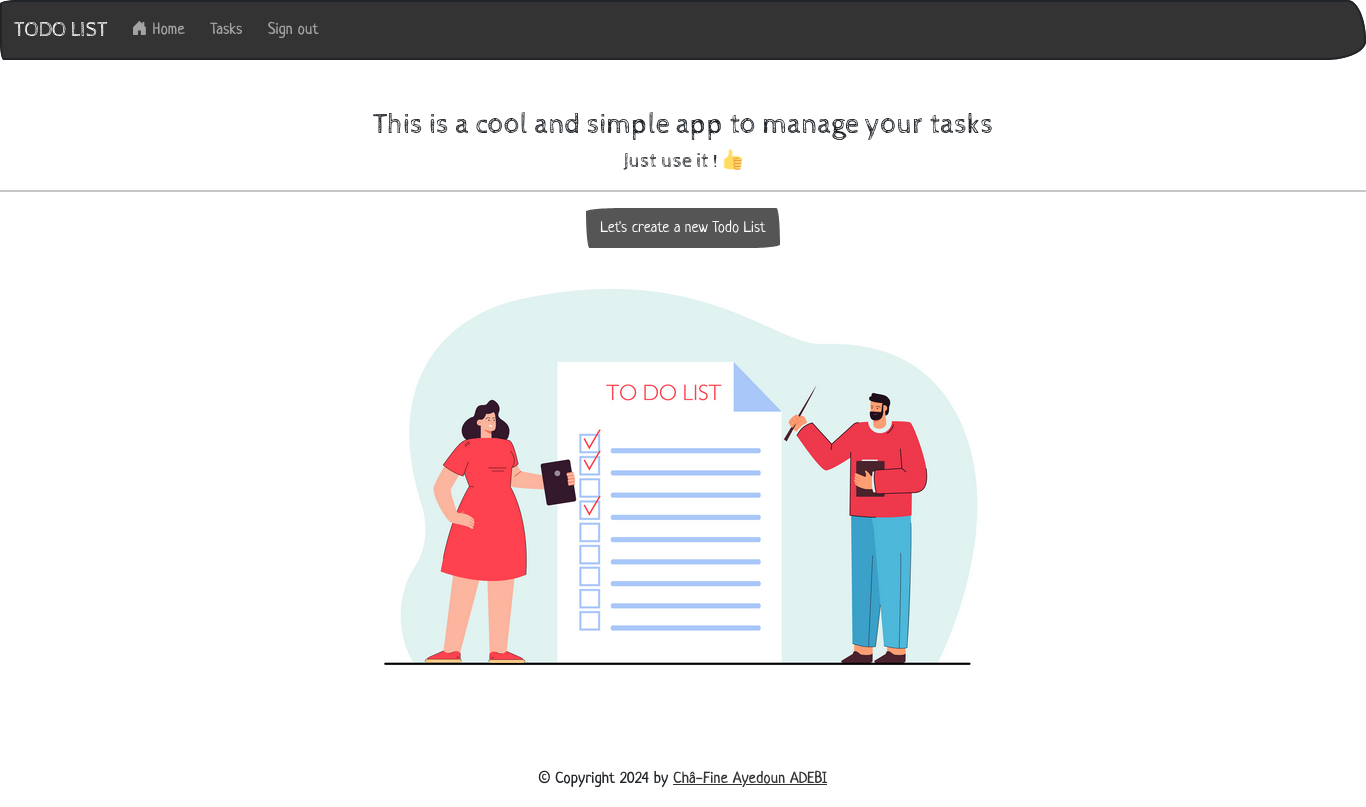 TODO LIST Home Tasks Sign out
This is a cool and simple app to manage your tasks
Just use it ! 👍
Let's create a new Todo List
TO DO LIST
© Copyright 2024 by Châ-Fine Ayedoun ADEBI